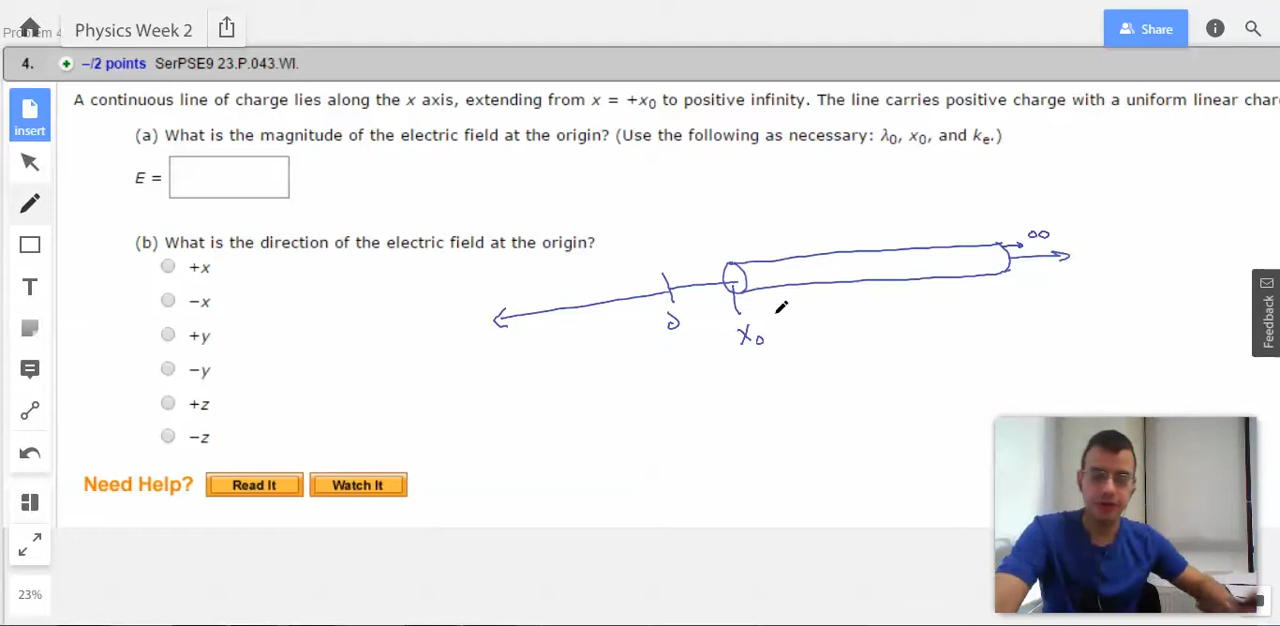 Problem 4
Physics Week 2
Share
4. –/2 points SerPSE9 23.P.043.WI.
insert
A continuous line of charge lies along the x axis, extending from x = +x₀ to positive infinity. The line carries positive charge with a uniform linear char
(a) What is the magnitude of the electric field at the origin? (Use the following as necessary: λ₀, x₀, and kₑ.)
E =
(b) What is the direction of the electric field at the origin?
+x
−x
+y
−y
+z
−z
∞
0
x₀
Feedback
T
Need Help? Read It Watch It
23%